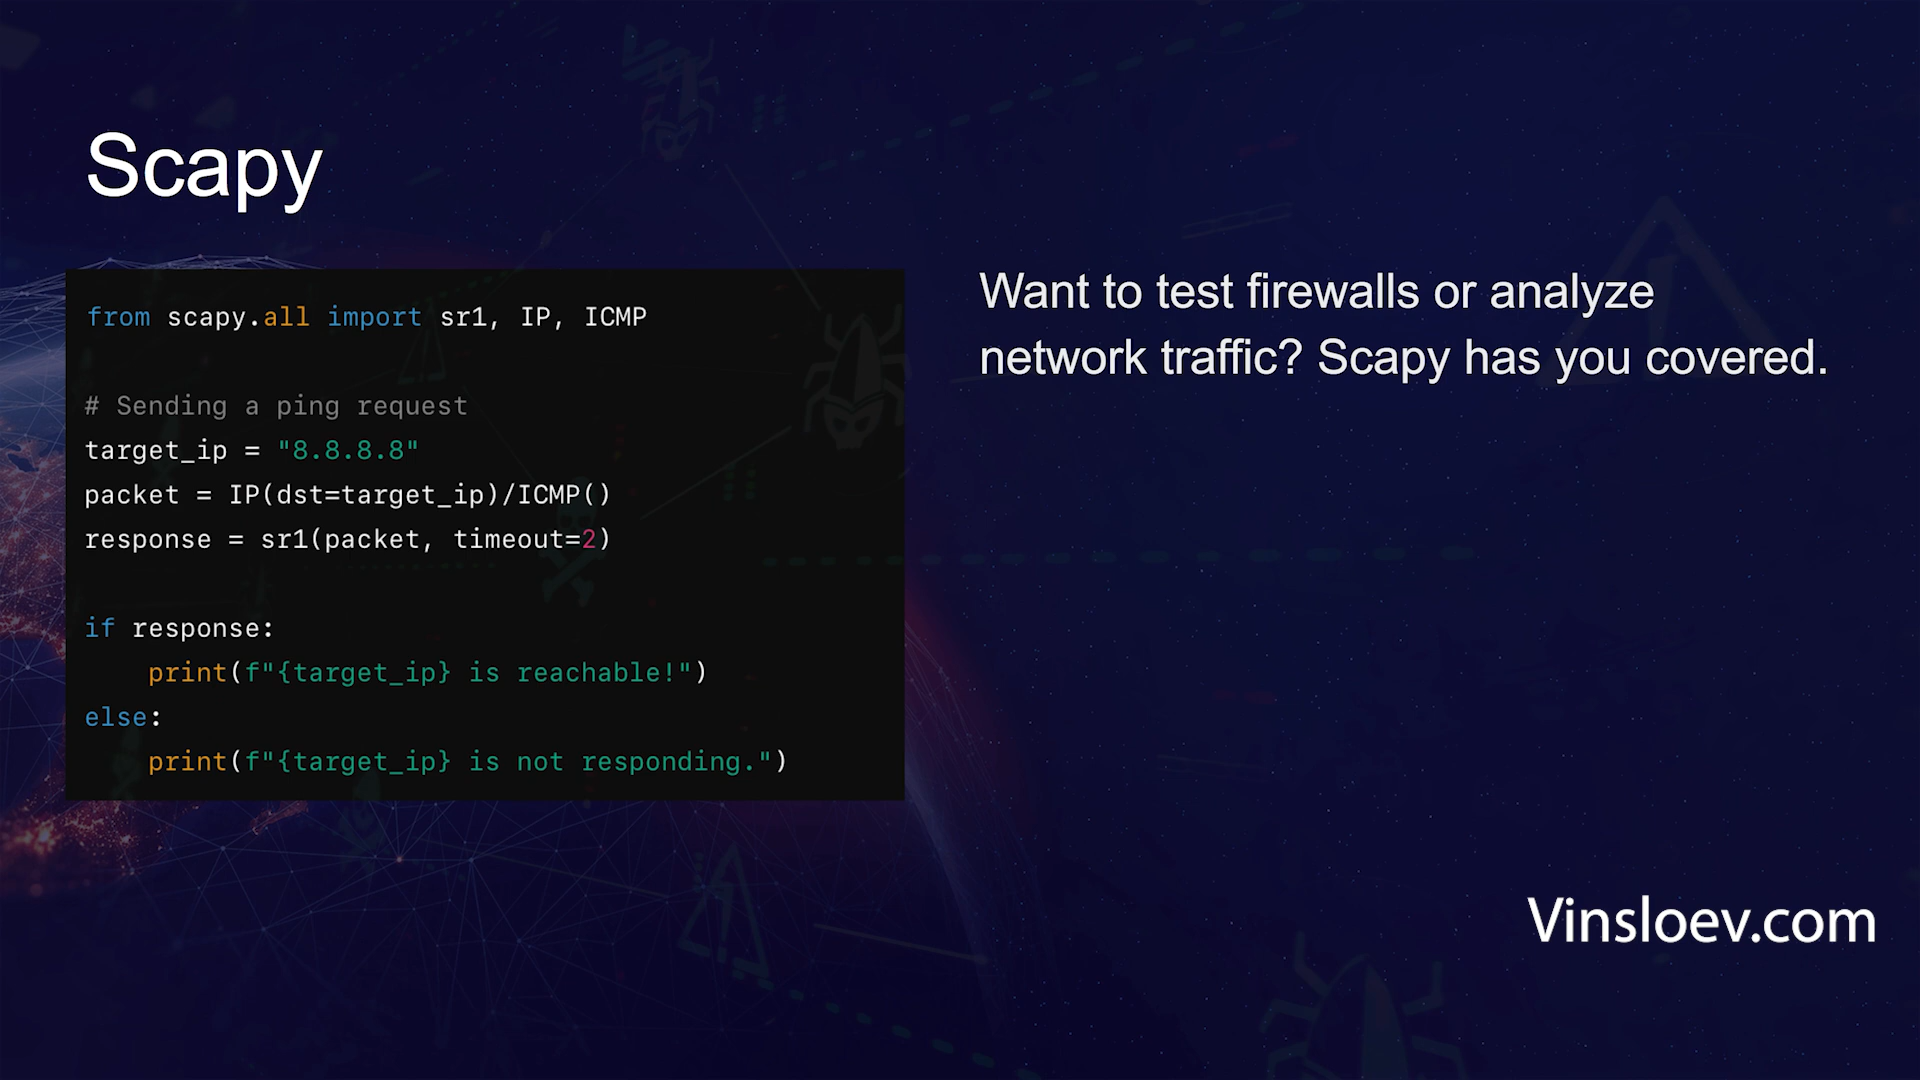 Scapy
from scapy.all import sr1, IP, ICMP
# Sending a ping request
target_ip = "8.8.8.8"
packet = IP(dst=target_ip)/ICMP()
response = sr1(packet, timeout=2)
if response:
    print(f"{target_ip} is reachable!")
else:
    print(f"{target_ip} is not responding.")
Want to test firewalls or analyze
network traffic? Scapy has you covered.
Vinsloev.com